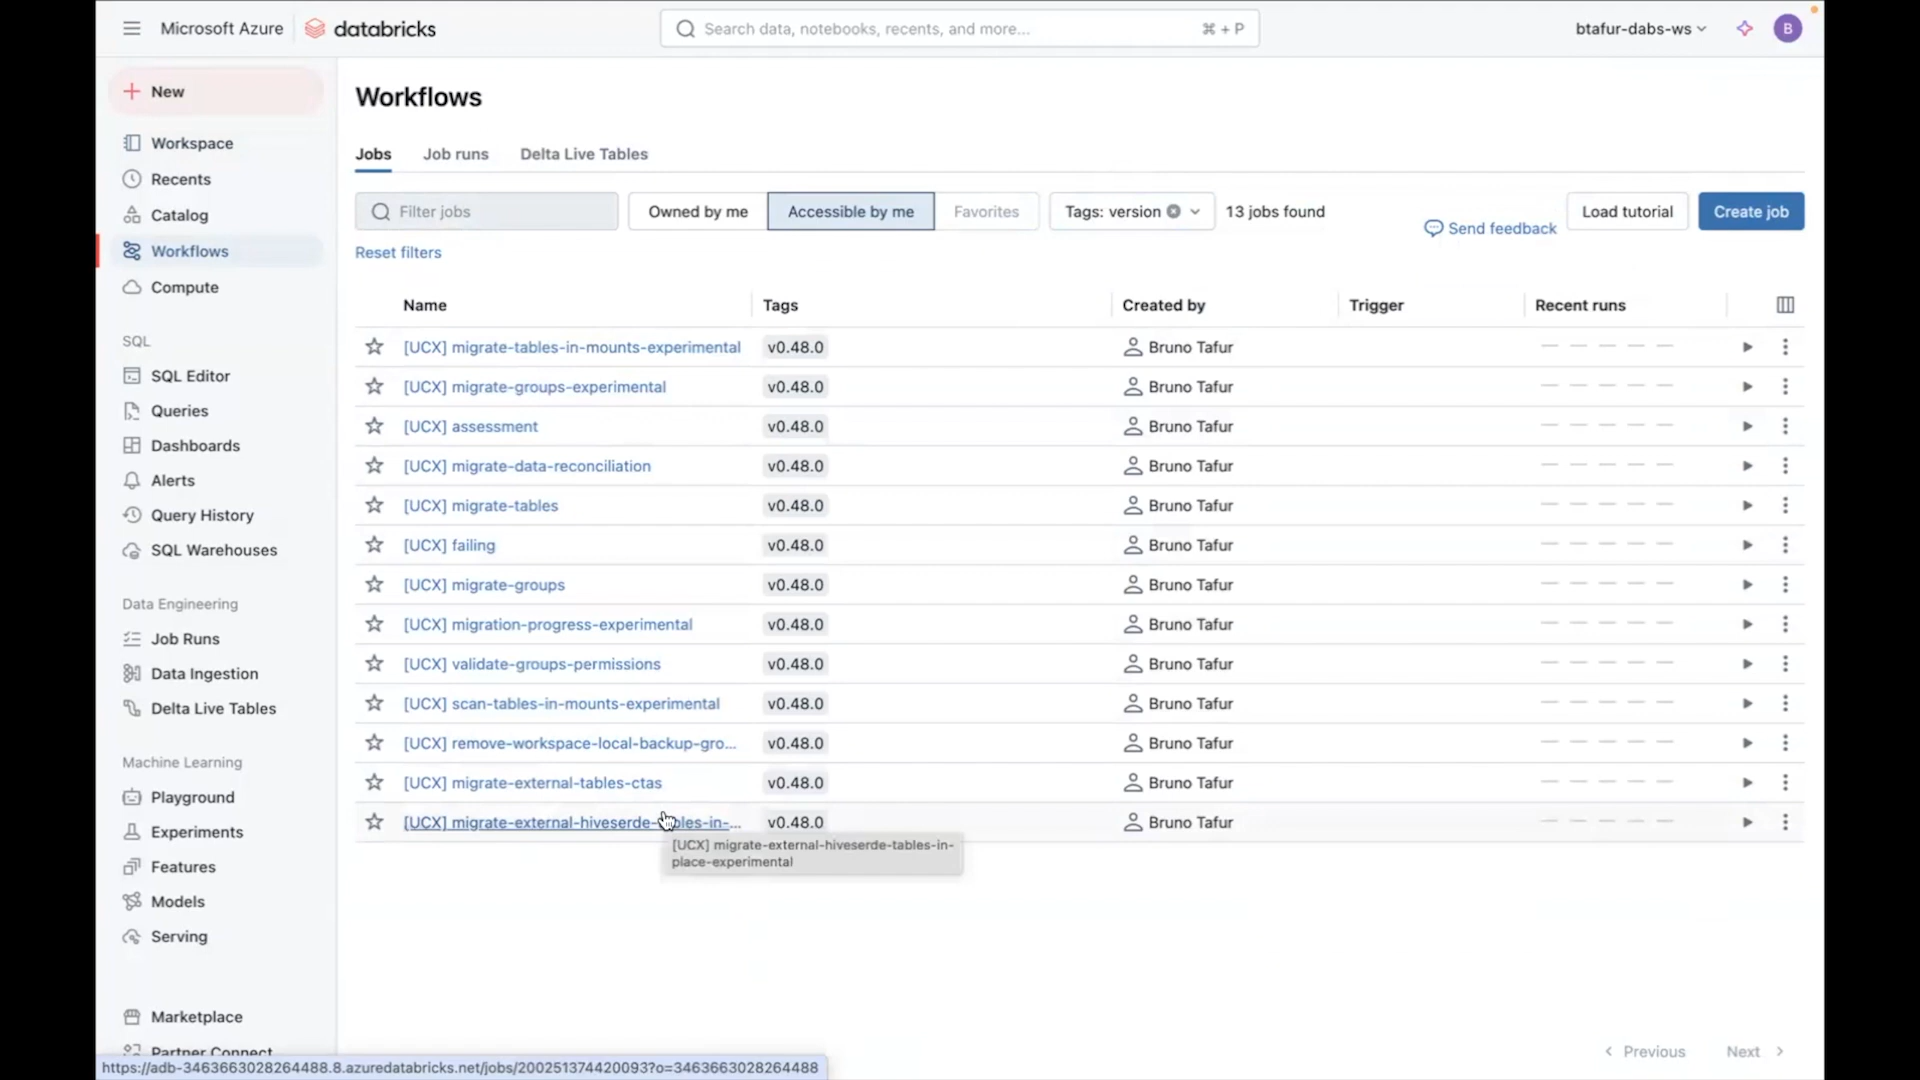 Microsoft Azure databricks Search data, notebooks, recents, and more... ⌘ + P btafur-dabs-ws B
New
Workspace
Recents
Catalog
Workflows
Compute
SQL
SQL Editor
Queries
Dashboards
Alerts
Query History
SQL Warehouses
Data Engineering
Job Runs
Data Ingestion
Delta Live Tables
Machine Learning
Playground
Experiments
Features
Models
Serving
Marketplace
Partner Connect
Workflows
Jobs Job runs Delta Live Tables
Filter jobs Owned by me Accessible by me Favorites Tags: version 13 jobs found Send feedback Load tutorial Create job
Reset filters
Name Tags Created by Trigger Recent runs
[UCX] migrate-tables-in-mounts-experimental v0.48.0 Bruno Tafur
[UCX] migrate-groups-experimental v0.48.0 Bruno Tafur
[UCX] assessment v0.48.0 Bruno Tafur
[UCX] migrate-data-reconciliation v0.48.0 Bruno Tafur
[UCX] migrate-tables v0.48.0 Bruno Tafur
[UCX] failing v0.48.0 Bruno Tafur
[UCX] migrate-groups v0.48.0 Bruno Tafur
[UCX] migration-progress-experimental v0.48.0 Bruno Tafur
[UCX] validate-groups-permissions v0.48.0 Bruno Tafur
[UCX] scan-tables-in-mounts-experimental v0.48.0 Bruno Tafur
[UCX] remove-workspace-local-backup-gro... v0.48.0 Bruno Tafur
[UCX] migrate-external-tables-ctas v0.48.0 Bruno Tafur
[UCX] migrate-external-hiveserde-tables-in-... v0.48.0 Bruno Tafur
[UCX] migrate-external-hiveserde-tables-in-
place-experimental
Previous Next
https://adb-3463663028264488.8.azuredatabricks.net/jobs/200251374420093?o=3463663028264488